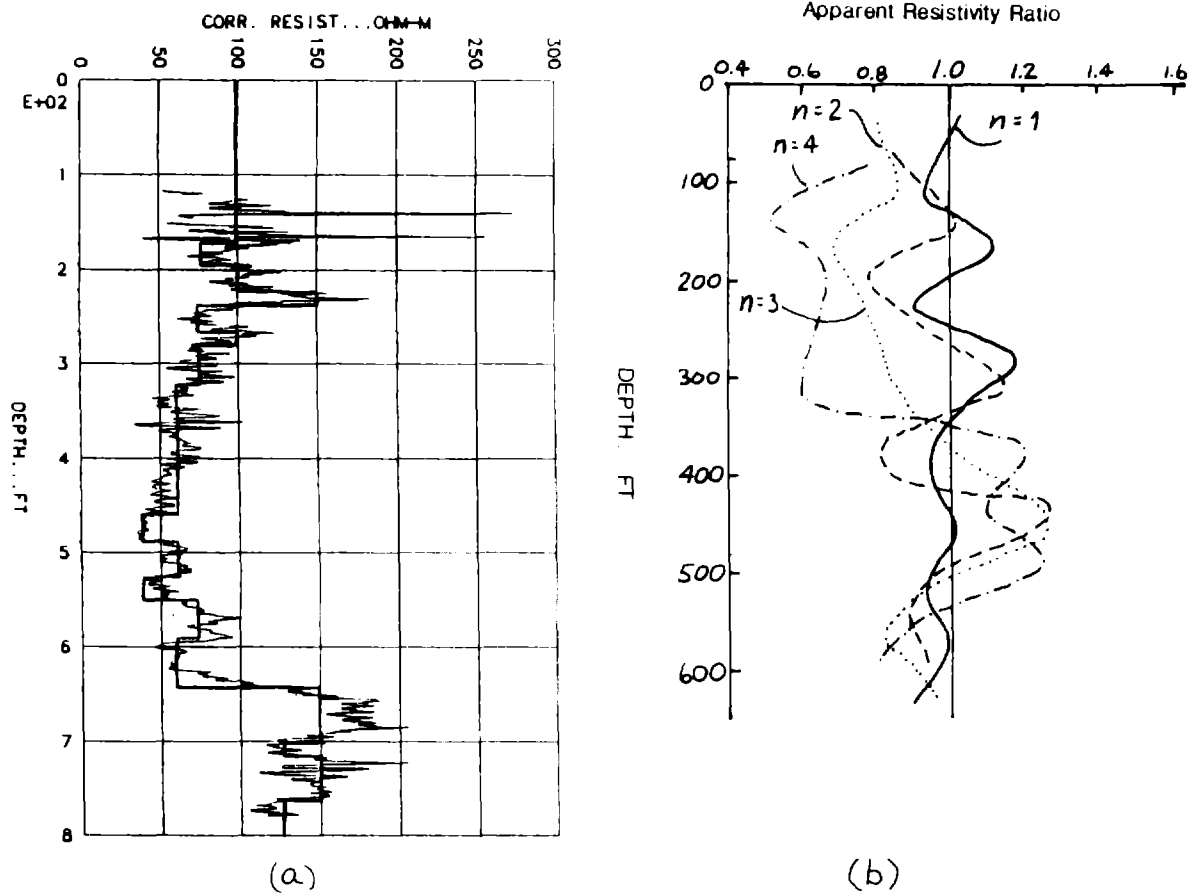 CORR. RESIST...OHM-M
0 50 100 150 200 250 300
0
E+02
1
2
3
4
5
6
7
8
DEPTH...FT
(a)
Apparent Resistivity Ratio
0.4 0.6 0.8 1.0 1.2 1.4 1.6
0
n=2
n=1
n=4
100
200
n=3
300
DEPTH FT
400
500
600
(b)